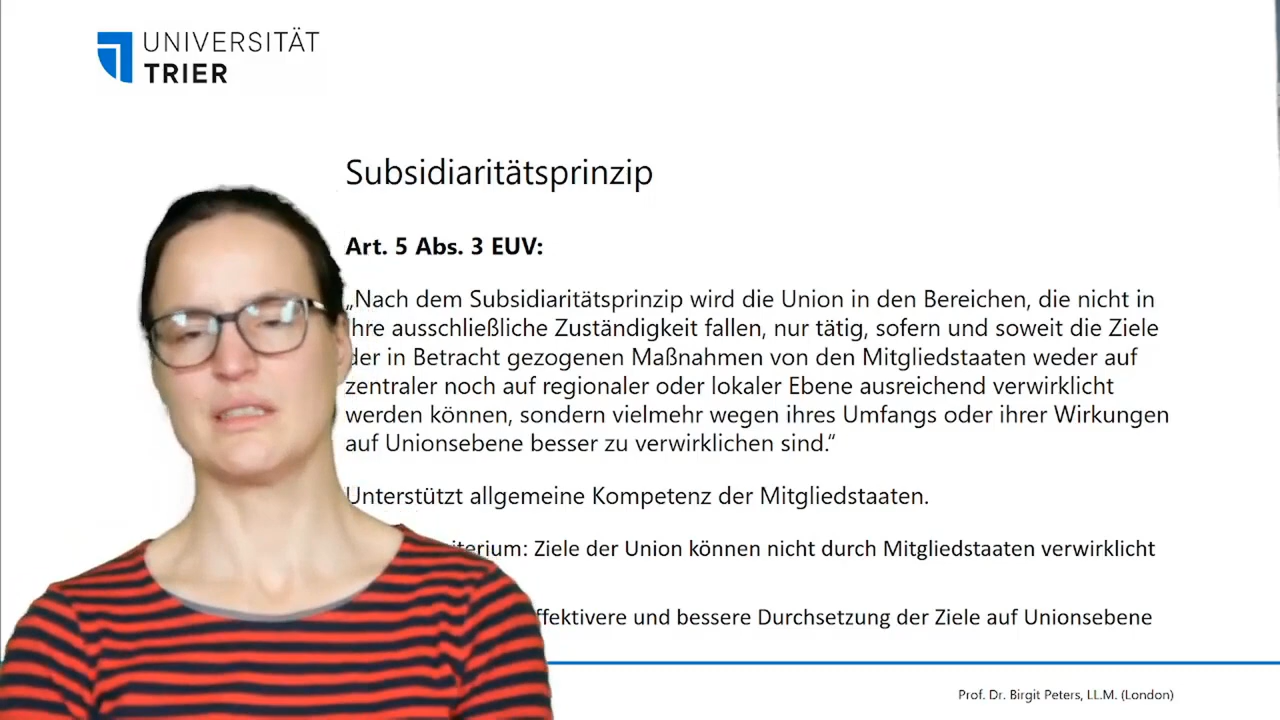 UNIVERSITÄT
TRIER
Subsidiaritätsprinzip
Art. 5 Abs. 3 EUV:
„Nach dem Subsidiaritätsprinzip wird die Union in den Bereichen, die nicht in
ihre ausschließliche Zuständigkeit fallen, nur tätig, sofern und soweit die Ziele
der in Betracht gezogenen Maßnahmen von den Mitgliedstaaten weder auf
zentraler noch auf regionaler oder lokaler Ebene ausreichend verwirklicht
werden können, sondern vielmehr wegen ihres Umfangs oder ihrer Wirkungen
auf Unionsebene besser zu verwirklichen sind.“
Unterstützt allgemeine Kompetenz der Mitgliedstaaten.
Ziele der Union können nicht durch Mitgliedstaaten verwirklicht
und bessere Durchsetzung der Ziele auf Unionsebene
Prof. Dr. Birgit Peters, LL.M. (London)